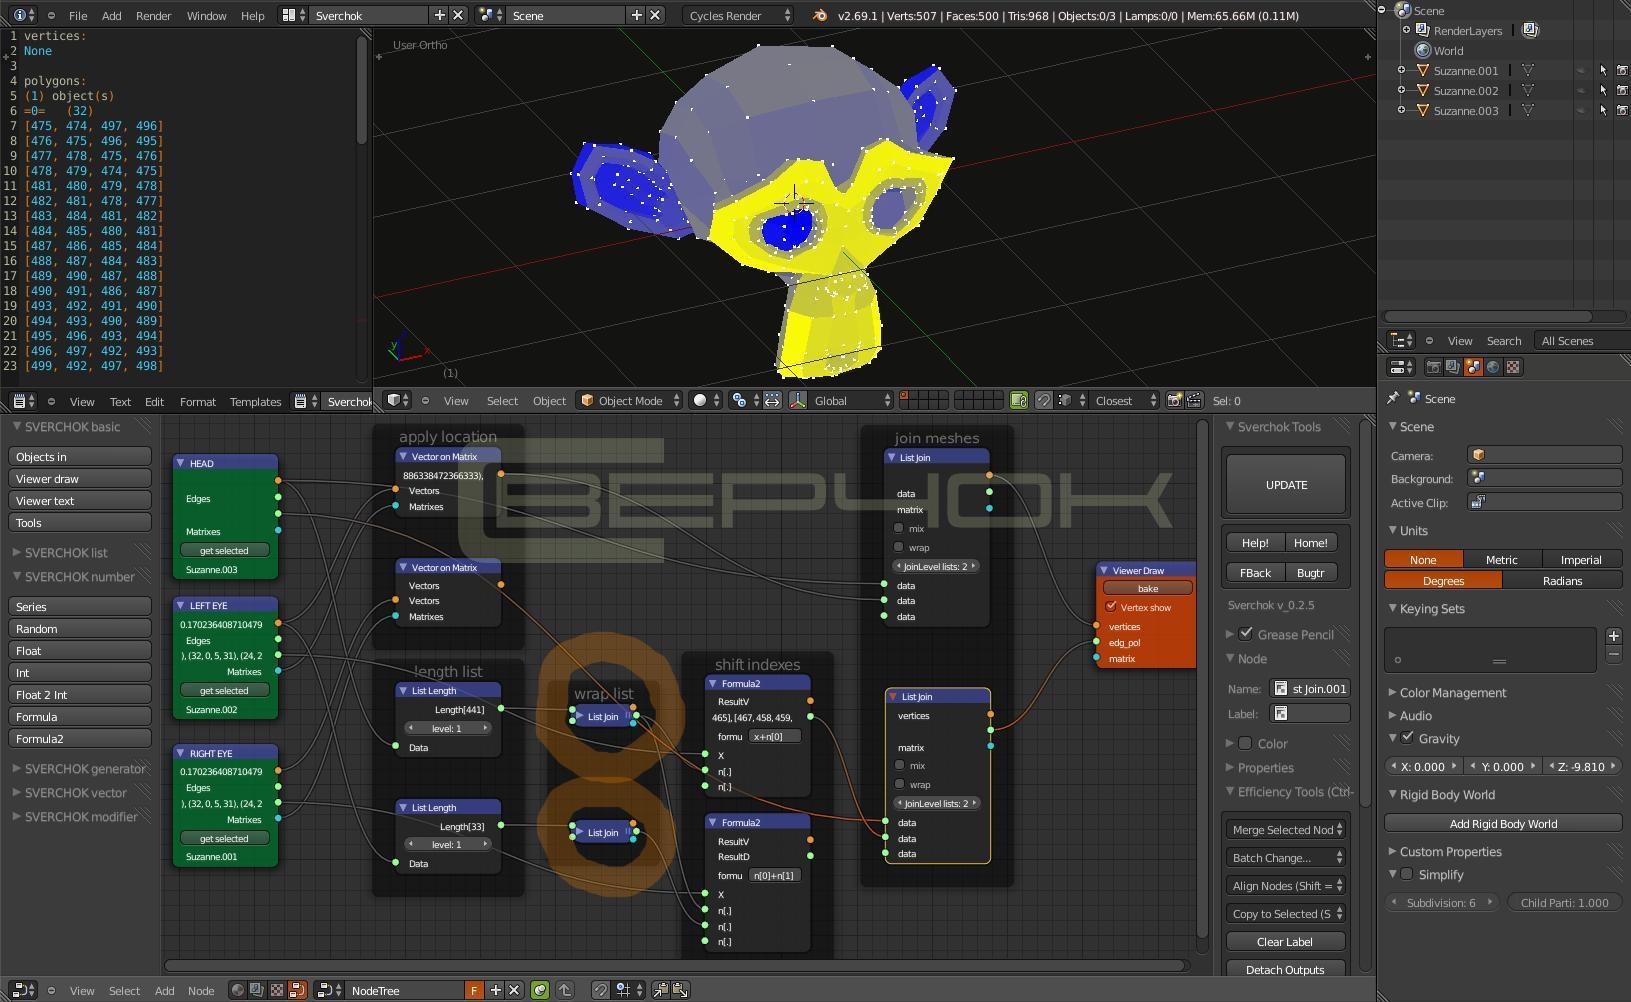 File Add Render Window Help Sverchok Scene Cycles Render v2.69.1 | Verts:507 | Faces:500 | Tris:968 | Objects:0/3 | Lamps:0/0 | Mem:65.66M (0.11M)
1 vertices:
2 None
3
4 polygons:
5 (1) object(s)
6 =0= (32)
7 [475, 474, 497, 496]
8 [476, 475, 496, 495]
9 [477, 478, 475, 476]
10 [478, 479, 474, 475]
11 [481, 480, 479, 478]
12 [482, 481, 478, 477]
13 [483, 484, 481, 482]
14 [484, 485, 480, 481]
15 [487, 486, 485, 484]
16 [488, 487, 484, 483]
17 [489, 490, 487, 488]
18 [490, 491, 486, 487]
19 [493, 492, 491, 490]
20 [494, 493, 490, 489]
21 [495, 496, 493, 494]
22 [496, 497, 492, 493]
23 [499, 492, 497, 498]
View Text Edit Format Templates Sverchok
User Ortho
y
x
(1)
View Select Object Object Mode Global Closest Sel: 0
Scene
RenderLayers
World
Suzanne.001
Suzanne.002
Suzanne.003
View Search All Scenes
Scene
Scene
Camera:
Background:
Active Clip:
Units
None Metric Imperial
Degrees Radians
Keying Sets
Color Management
Audio
Gravity
X: 0.000 Y: 0.000 Z: -9.810
Rigid Body World
Add Rigid Body World
Custom Properties
Simplify
Subdivision: 6 Child Parti: 1.000
SVERCHOK basic
Objects in
Viewer draw
Viewer text
Tools
SVERCHOK list
SVERCHOK number
Series
Random
Float
Int
Float 2 Int
Formula
Formula2
SVERCHOK generator
SVERCHOK vector
SVERCHOK modifier
HEAD
Edges
Matrixes
get selected
Suzanne.003
LEFT EYE
0.170236408710479
Edges
), (32, 0, 5, 31), (24, 2
Matrixes
get selected
Suzanne.002
RIGHT EYE
0.170236408710479
Edges
), (32, 0, 5, 31), (24, 2
Matrixes
get selected
Suzanne.001
apply location
Vector on Matrix
886338472366333),
Vectors
Matrixes
Vector on Matrix
Vectors
Vectors
Matrixes
СВЕРЧОК
length list
List Length
Length[441]
level: 1
Data
List Length
Length[33]
level: 1
Data
wrap list
List Join
List Join
shift indexes
Formula2
ResultV
465], [467, 458, 459,
formu x+n[0]
X
n[.]
n[.]
Formula2
ResultV
ResultD
formu n[0]+n[1]
X
n[.]
n[.]
n[.]
join meshes
List Join
data
matrix
mix
wrap
JoinLevel lists: 2
data
data
data
List Join
vertices
matrix
mix
wrap
JoinLevel lists: 2
data
data
data
Viewer Draw
bake
Vertex show
vertices
edg_pol
matrix
Sverchok Tools
UPDATE
Help! Home!
FBack Bugtr
Sverchok v_0.2.5
Grease Pencil
Node
Name: st Join.001
Label:
Color
Properties
Efficiency Tools (Ctrl-
Merge Selected Nod
Batch Change...
Align Nodes (Shift =
Copy to Selected (S
Clear Label
Detach Outputs
View Select Add Node NodeTree F